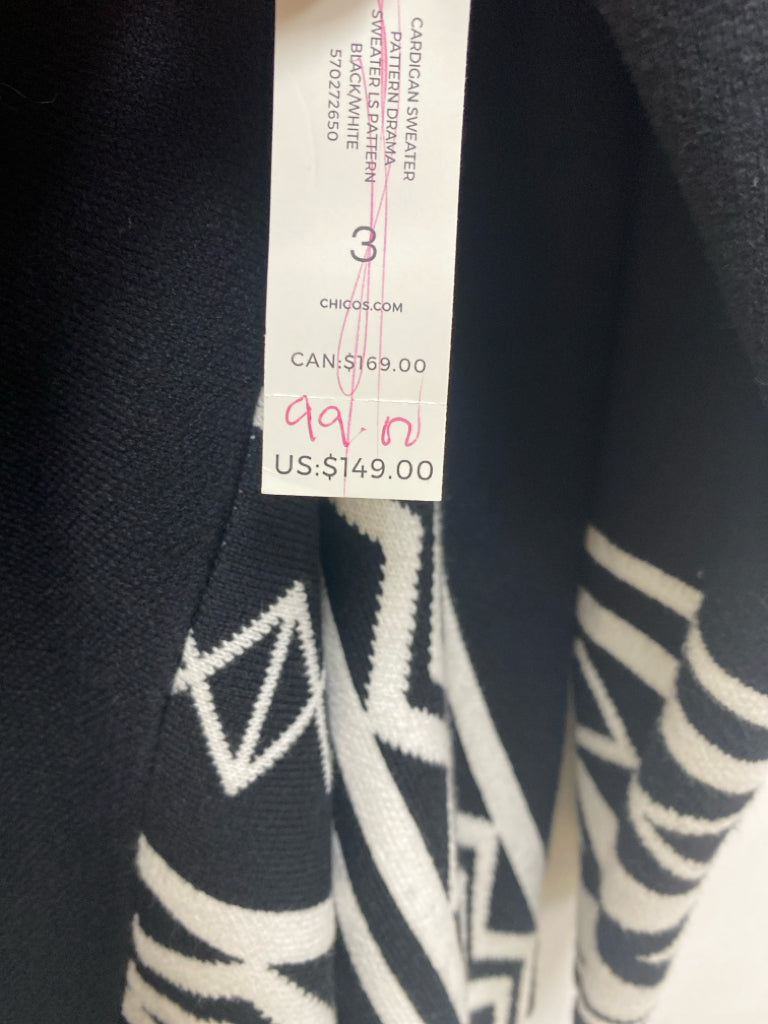 CARDIGAN SWEATER
PATTERN DRAMA
SWEATER LS PATTERN
BLACK/WHITE
570272650
3
CHICOS.COM
CAN:$169.00
US:$149.00